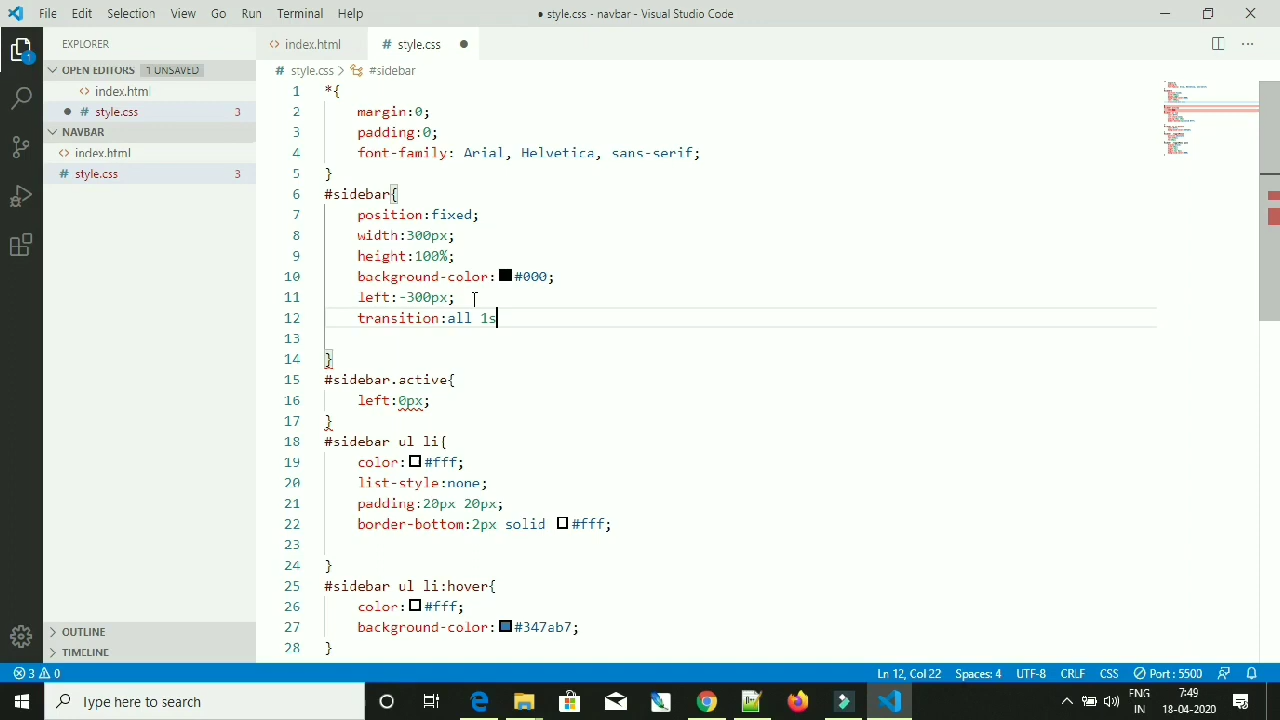 File Edit Selection View Go Run Terminal Help
● style.css - navbar - Visual Studio Code
EXPLORER
OPEN EDITORS 1 UNSAVED
index.html
style.css 3
NAVBAR
index.html
style.css 3
OUTLINE
TIMELINE
index.html
style.css
style.css > #sidebar
1 *{
2 margin:0;
3 padding:0;
4 font-family: Arial, Helvetica, sans-serif;
5 }
6 #sidebar{
7 position:fixed;
8 width:300px;
9 height:100%;
10 background-color:#000;
11 left:-300px;
12 transition:all 1s
13
14 }
15 #sidebar.active{
16 left:0px;
17 }
18 #sidebar ul li{
19 color:#fff;
20 list-style:none;
21 padding:20px 20px;
22 border-bottom:2px solid #fff;
23
24 }
25 #sidebar ul li:hover{
26 color:#fff;
27 background-color:#347ab7;
28 }
3 0
Ln 12, Col 22 Spaces: 4 UTF-8 CRLF CSS Port : 5500
Type here to search
ENG
IN
7:49
18-04-2020